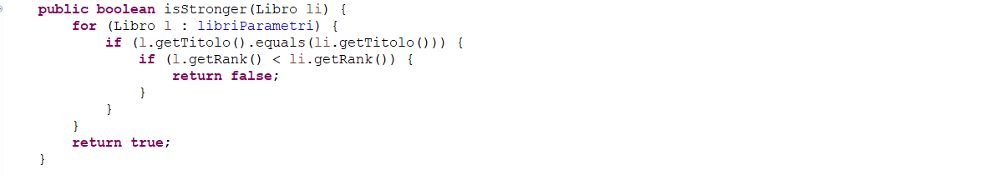 public boolean isStronger(Libro li) {
    for (Libro l : libriParametri) {
        if (l.getTitolo().equals(li.getTitolo())) {
            if (l.getRank() < li.getRank()) {
                return false;
            }
        }
    }
    return true;
}